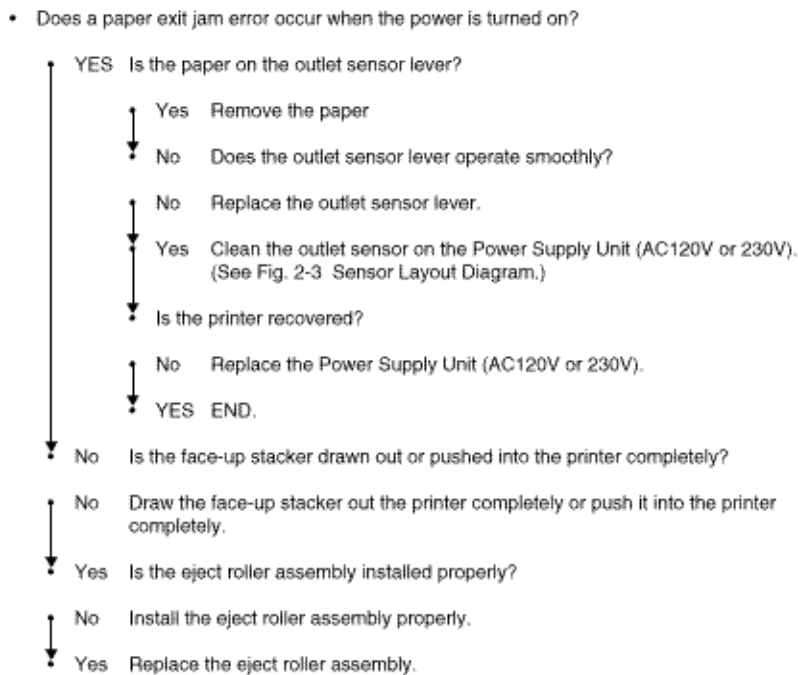 • Does a paper exit jam error occur when the power is turned on?
YES Is the paper on the outlet sensor lever?
Yes Remove the paper
No Does the outlet sensor lever operate smoothly?
No Replace the outlet sensor lever.
Yes Clean the outlet sensor on the Power Supply Unit (AC120V or 230V).
(See Fig. 2-3 Sensor Layout Diagram.)
Is the printer recovered?
No Replace the Power Supply Unit (AC120V or 230V).
YES END.
No Is the face-up stacker drawn out or pushed into the printer completely?
No Draw the face-up stacker out the printer completely or push it into the printer
completely.
Yes Is the eject roller assembly installed properly?
No Install the eject roller assembly properly.
Yes Replace the eject roller assembly.